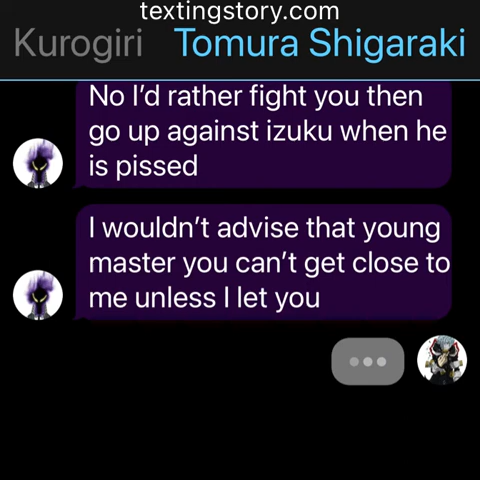 textingstory.com
Kurogiri Tomura Shigaraki
No I’d rather fight you then
go up against izuku when he
is pissed
I wouldn’t advise that young
master you can’t get close to
me unless I let you